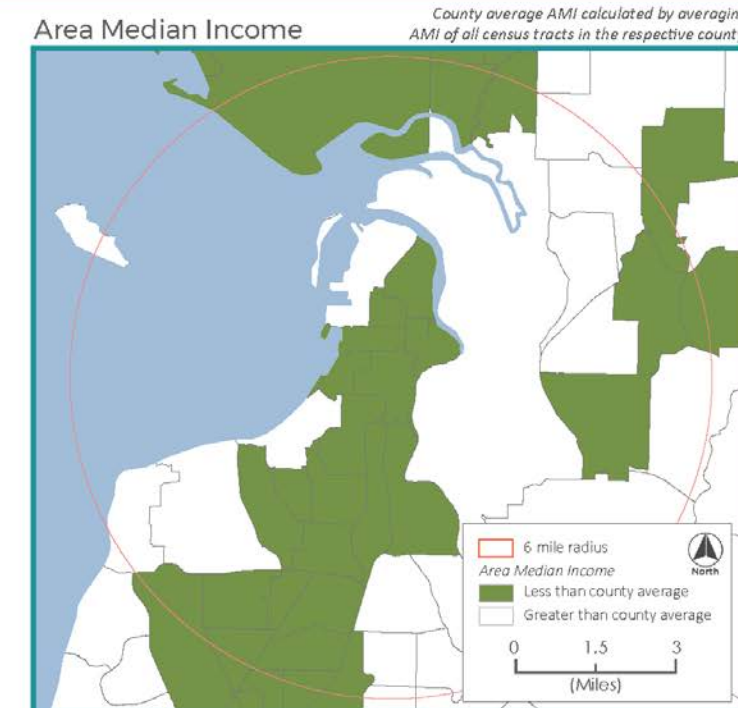 County average AMI calculated by averagin
Area Median Income
AMI of all census tracts in the respective county
6 mile radius
North
Area Median Income
Less than county average
Greater than county average
0 1.5 3
(Miles)